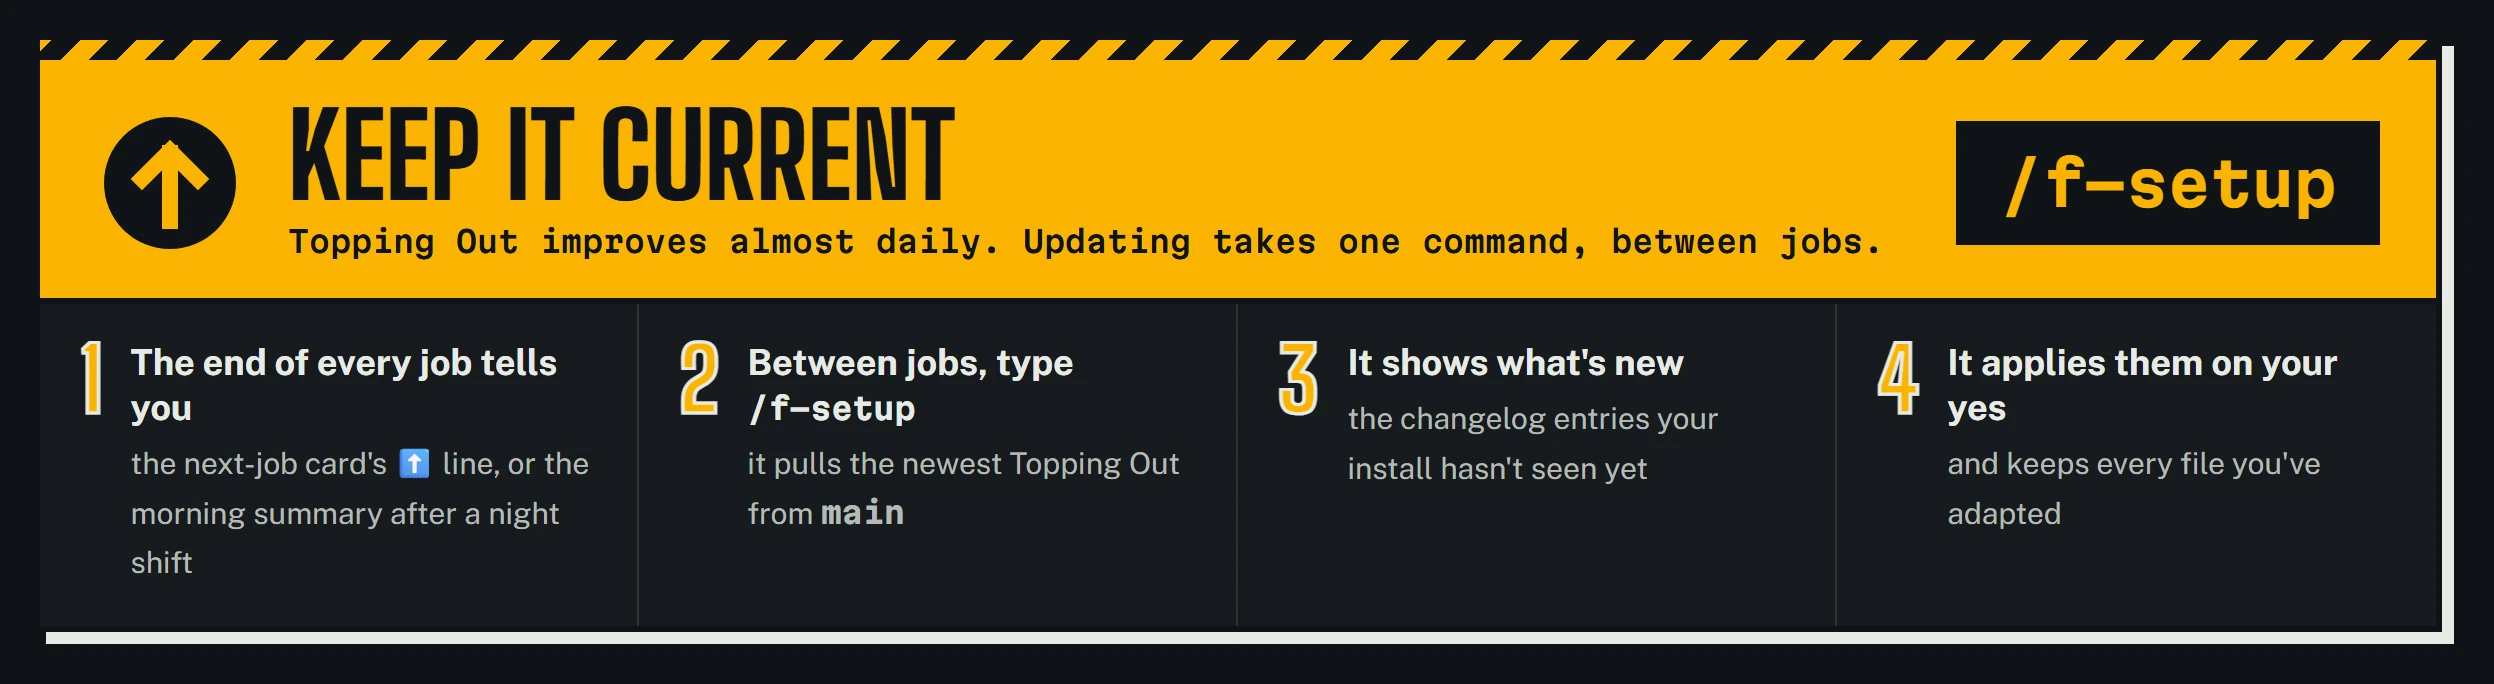 KEEP IT CURRENT
Topping Out improves almost daily. Updating takes one command, between jobs.
/f-setup
1
The end of every job tells
you
the next-job card's ⬆ line, or the
morning summary after a night
shift
2
Between jobs, type
/f-setup
it pulls the newest Topping Out
from main
3
It shows what's new
the changelog entries your
install hasn't seen yet
4
It applies them on your
yes
and keeps every file you've
adapted